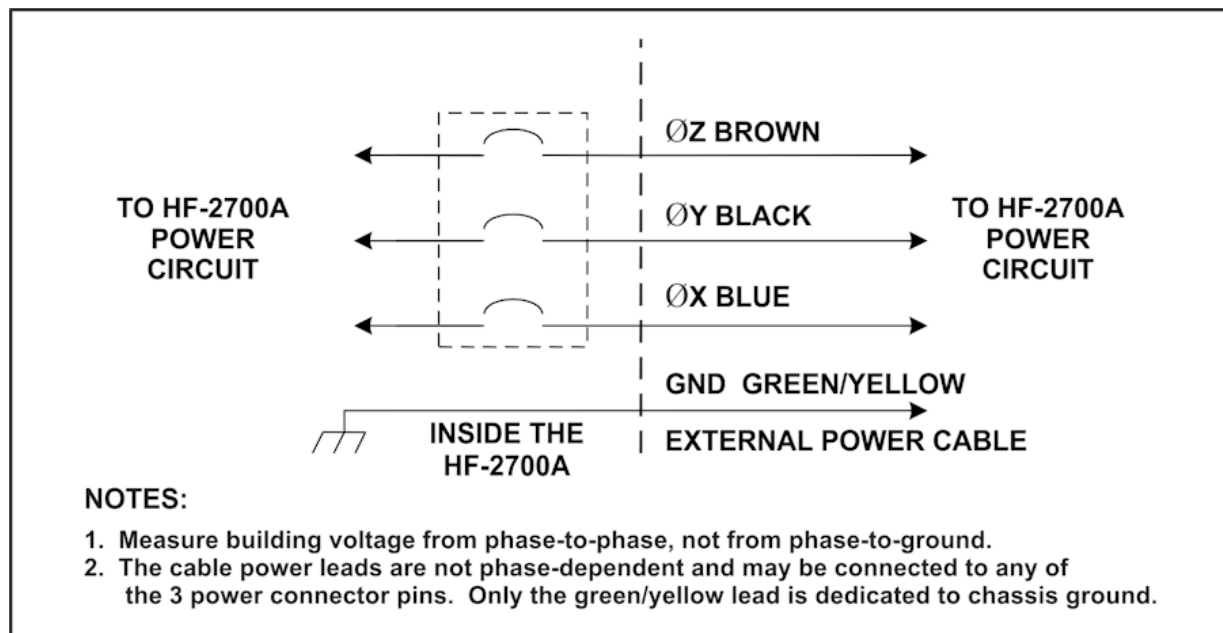 ØZ BROWN
TO HF-2700A
POWER
CIRCUIT
ØY BLACK
TO HF-2700A
POWER
CIRCUIT
ØX BLUE
GND GREEN/YELLOW
INSIDE THE
HF-2700A
EXTERNAL POWER CABLE
NOTES:
1. Measure building voltage from phase-to-phase, not from phase-to-ground.
2. The cable power leads are not phase-dependent and may be connected to any of
the 3 power connector pins. Only the green/yellow lead is dedicated to chassis ground.